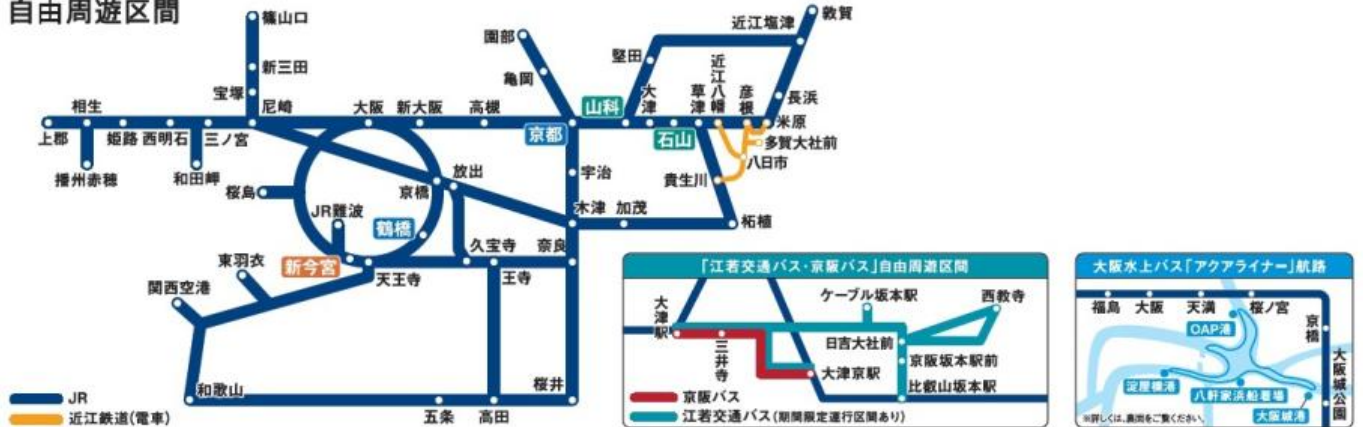 自由周遊区間
篠山口
新三田
宝塚
尼崎
相生
上郡
姫路
西明石
三ノ宮
播州赤穂
和田岬
大阪
新大阪
高槻
園部
亀岡
京都
山科
堅田
大津
石山
草津
近江八幡
彦根
近江塩津
敦賀
長浜
米原
多賀大社前
八日市
貴生川
宇治
木津
加茂
柘植
桜島
京橋
放出
JR難波
鶴橋
新今宮
天王寺
久宝寺
奈良
王寺
東羽衣
関西空港
和歌山
五条
高田
桜井
JR
近江鉄道(電車)
「江若交通バス・京阪バス」自由周遊区間
大津駅
三井寺
ケーブル坂本駅
西教寺
日吉大社前
京阪坂本駅前
大津京駅
比叡山坂本駅
京阪バス
江若交通バス(期間限定運行区間あり)
大阪水上バス「アクアライナー」航路
福島
大阪
天満
桜ノ宮
OAP港
京橋
淀屋橋港
八軒家浜船着場
大阪城港
大阪城公園
※詳しくは、裏面をご覧ください。